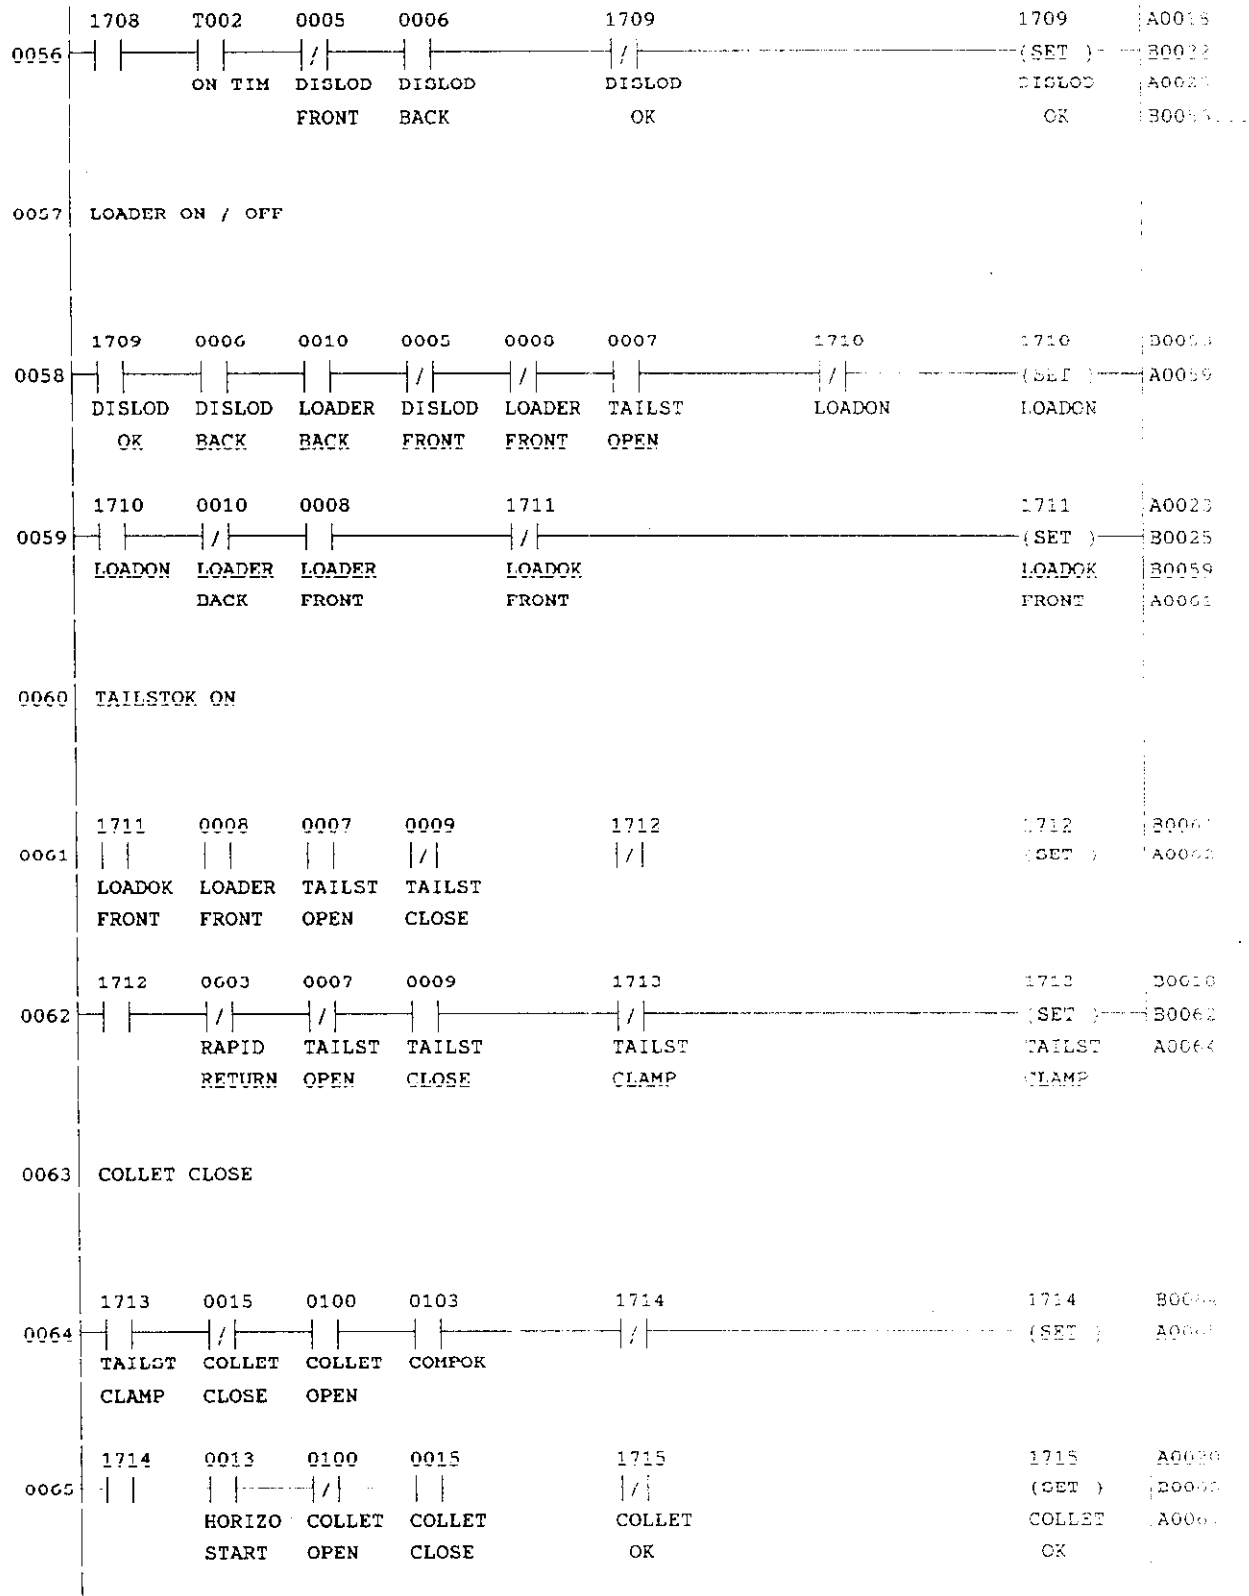 1708 T002 0005 0006 1709 1709
0056 (SET) B0022
ON TIM DISLOD DISLOD DISLOD DISLOD
FRONT BACK OK OK
0057 LOADER ON / OFF
1709 0006 0010 0005 0008 0007 1710 1710
0058 (SET) A0059
DISLOD DISLOD LOADER DISLOD LOADER TAILST LOADON LOADON
OK BACK BACK FRONT FRONT OPEN
1710 0010 0008 1711 1711 A0023
0059 (SET) B0025
LOADON LOADER LOADER LOADOK LOADOK B0059
BACK FRONT FRONT FRONT A0061
0060 TAILSTOK ON
1711 0008 0007 0009 1712 1712 B0061
0061 (SET) A0062
LOADOK LOADER TAILST TAILST
FRONT FRONT OPEN CLOSE
1712 0003 0007 0009 1713 1713
0062 (SET) B0062
RAPID TAILST TAILST TAILST TAILST A0064
RETURN OPEN CLOSE CLAMP CLAMP
0063 COLLET CLOSE
1713 0015 0100 0103 1714 1714 B0064
0064 (SET)
TAILST COLLET COLLET COMPOK
CLAMP CLOSE OPEN
1714 0013 0100 0015 1715 1715
0065 (SET)
HORIZO COLLET COLLET COLLET COLLET
START OPEN CLOSE OK OK